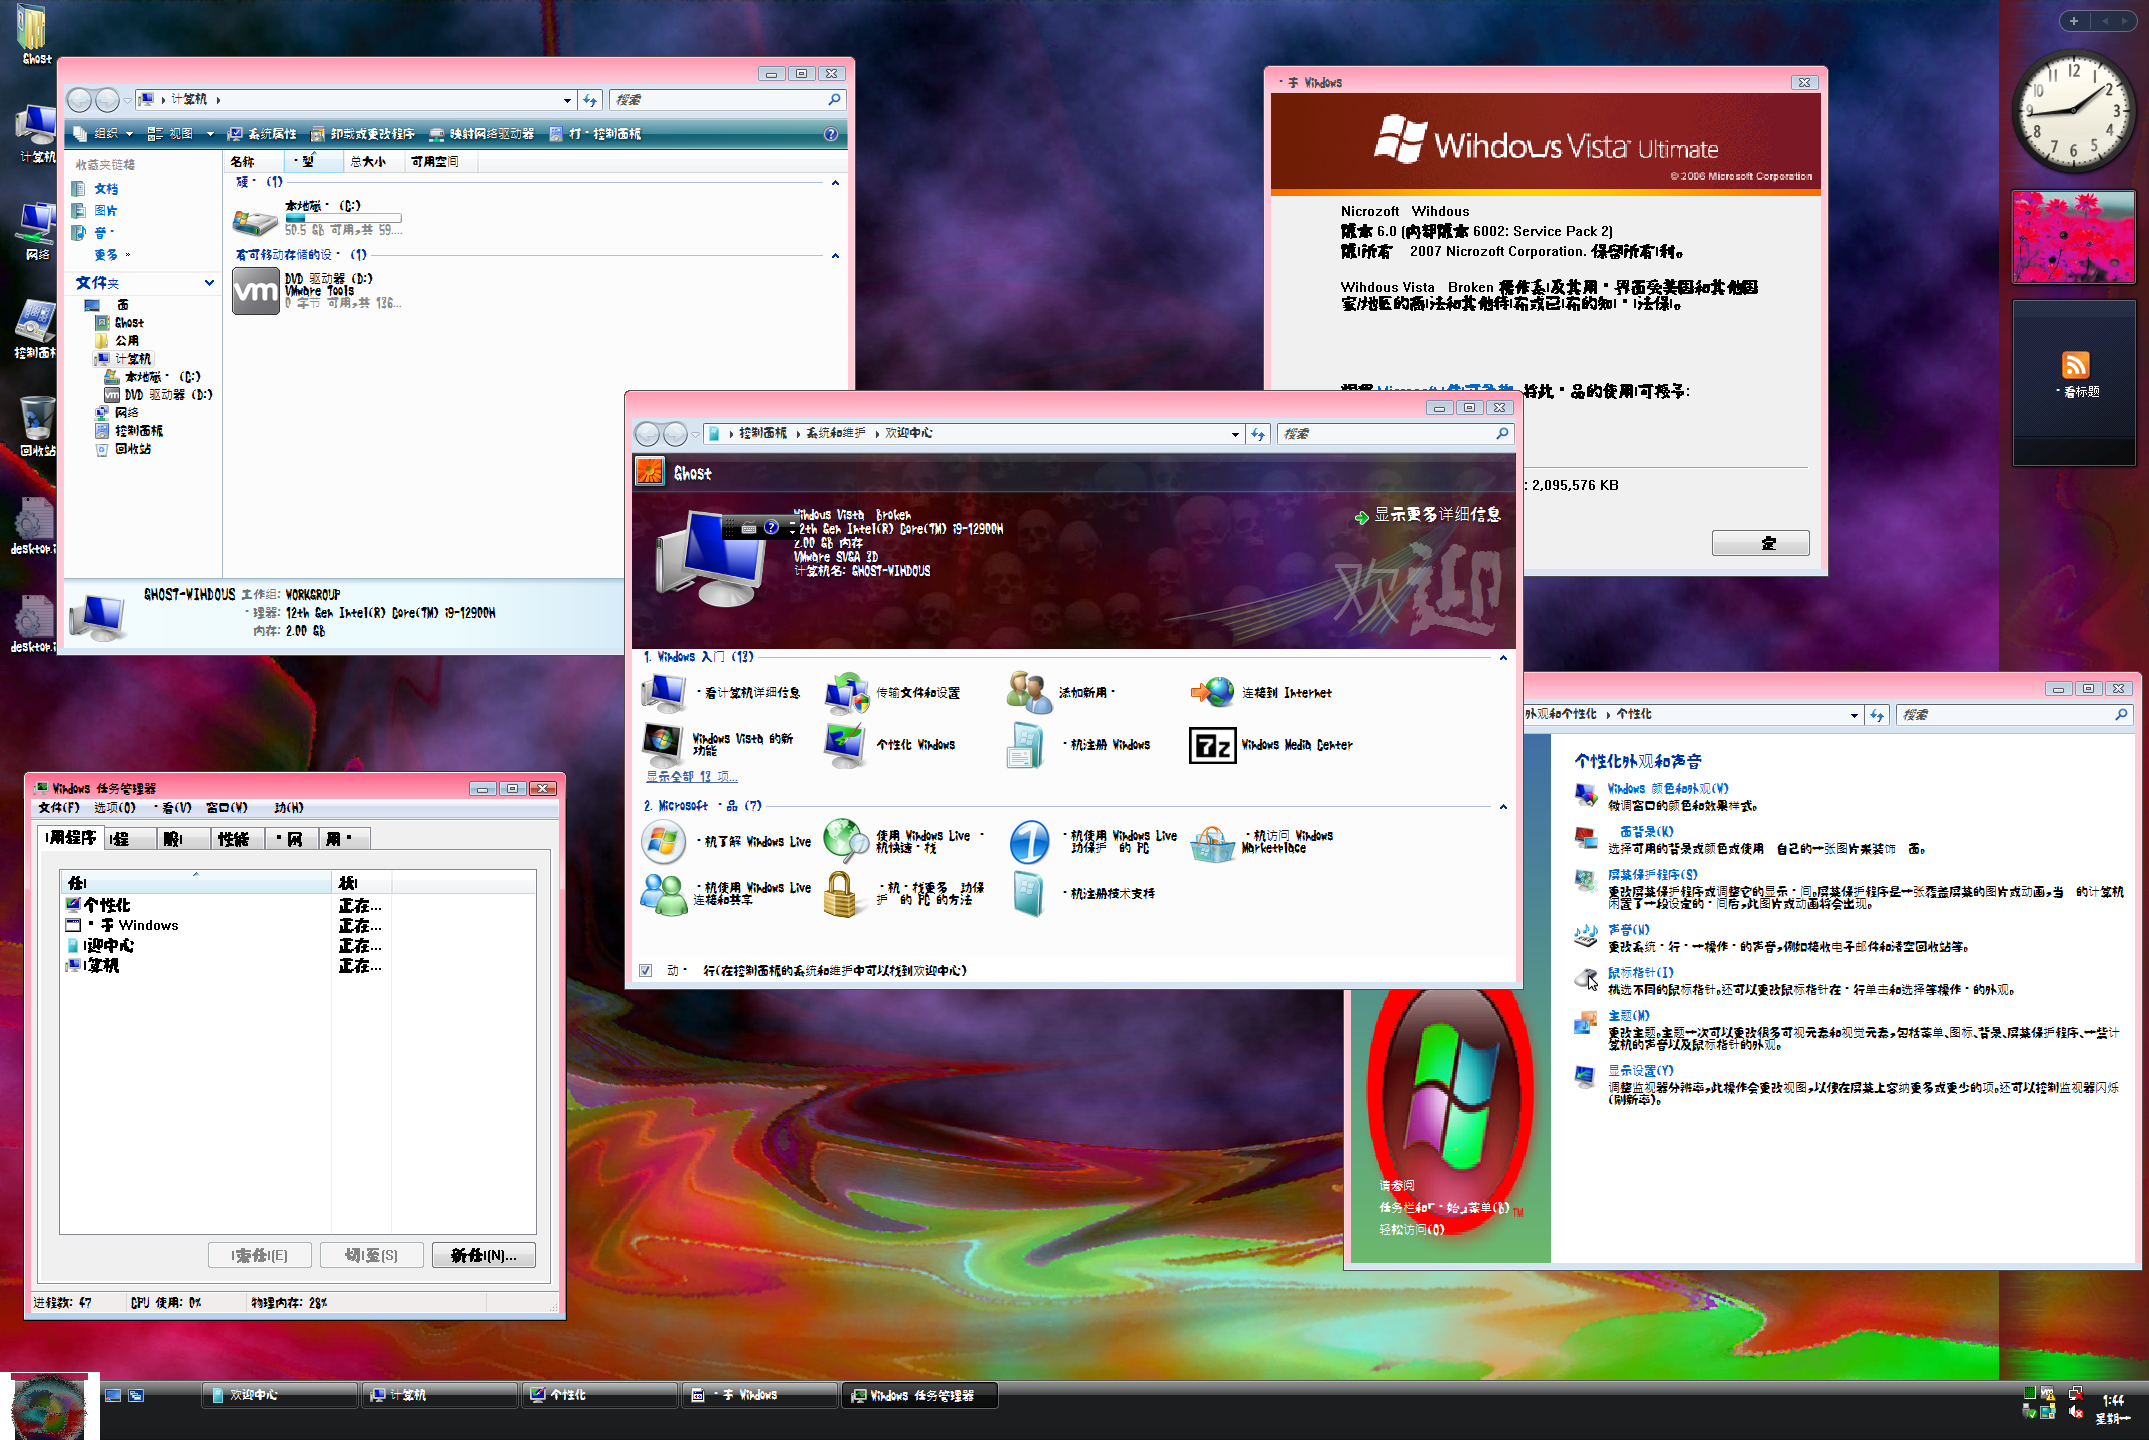 Ghost
计算机
网络
控制面板
回收站
desktop.i
desktop.i
计算机
搜索
组织
视图
系统属性
卸载或更改程序
映射网络驱动器
打· 控制面板
收藏夹链接
文档
图片
音·
更多 »
文件夹
面
Ghost
公用
计算机
本地磁· (C:)
DVD 驱动器 (D:)
网络
控制面板
回收站
名称
·型
总大小
可用空间
硬· (1)
本地磁· (C:)
50.5 GB 可用,共 59....
有可移动存储的设· (1)
DVD 驱动器 (D:)
VMware Tools
0 字节 可用,共 136...
vm
GHOST-WIHDOUS 工作组: WORKGROUP
·理器: 12th Gen Intel(R) Core(TM) i9-12900H
内存: 2.00 GB
·于 Windows
Wihdous Vista Ultimate
© 2006 Microsoft Corporation
Nicrozoft Wihdous
版本 6.0 (内部版本 6002: Service Pack 2)
2007 Nicrozoft Corporation. 保留所有 利。
Wihdous Vista Broken 操作系 及其用· 界面受美国和其他国
家/地区的商 法和其他待 布或已 布的知· 法保 。
将此· 品的使用 可授予:
: 2,095,576 KB
定
控制面板
系统和维护
欢迎中心
搜索
Ghost
Wihdous Vista Broken
12th Gen Intel(R) Core(TM) i9-12900H
2.00 GB 内存
VMware SVGA 3D
计算机名: GHOST-WIHDOUS
显示更多详细信息
欢迎
1. Windows 入门 (13)
·看计算机详细信息
传输文件和设置
添加新用·
连接到 Internet
Windows Vista 的新
功能
个性化 Windows
·机注册 Windows
7z
Windows Media Center
显示全部 13 项...
2. Microsoft ·品 (7)
·机了解 Windows Live
使用 Windows Live ·
机快速·找
·机使用 Windows Live
功保护 的 PC
·机访问 Windows
Marketplace
·机使用 Windows Live
连接和共享
·机·找更多 功保
护· 的 PC 的方法
·机注册技术支持
动· 行(在控制面板的系统和维护中可以找到欢迎中心)
外观和个性化
个性化
搜索
个性化外观和声音
Windows 颜色和外观(W)
微调窗口的颜色和效果样式。
面背景(K)
选择可用的背景或颜色或使用 自己的一张图片来装饰 面。
屏幕保护程序(S)
更改屏幕保护程序或调整它的显示·间。屏幕保护程序是一张覆盖屏幕的图片或动画,当 的计算机
闲置了一段设定的·间后,此图片或动画将会出现。
声音(N)
更改系统·行·一操作·的声音,例如接收电子邮件和清空回收站等。
鼠标指针(I)
挑选不同的鼠标指针。还可以更改鼠标指针在·行单击和选择等操作·的外观。
主题(M)
更改主题。主题一次可以更改很多可视元素和视觉元素,包括菜单、图标、背景、屏幕保护程序、一些计
算机的声音以及鼠标指针的外观。
显示设置(Y)
调整监视器分辨率,此操作会更改视图,以便在屏幕上容纳更多或更少的项。还可以控制监视器闪烁
(刷新率)。
请参阅
任务栏和「·始」菜单(B)
轻松访问(Q)
TM
Windows 任务管理器
文件(F)
选项(O)
·看(V)
窗口(W)
助(H)
用程序
程
服
性能
·网
用·
任
状
个性化
正在...
·于 Windows
正在...
迎中心
正在...
算机
正在...
束任 (E)
切 至(S)
新任 (N)...
进程数: 47
CPU 使用: 0%
物理内存: 28%
12
1
2
3
4
5
6
7
8
9
10
11
·看标题
欢迎中心
计算机
个性化
·于 Windows
Windows 任务管理器
1:44
星期一